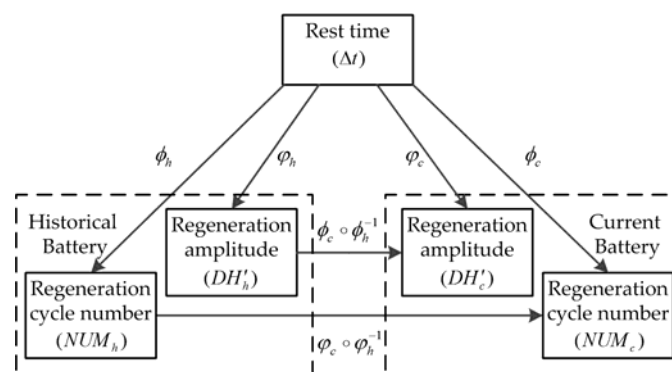 Rest time
(Δt)
ϕ_h
φ_h
φ_c
ϕ_c
Historical
Battery
Regeneration
amplitude
(DH′_h)
ϕ_c ∘ ϕ_h⁻¹
Regeneration
amplitude
(DH′_c)
Current
Battery
Regeneration
cycle number
(NUM_h)
φ_c ∘ φ_h⁻¹
Regeneration
cycle number
(NUM_c)